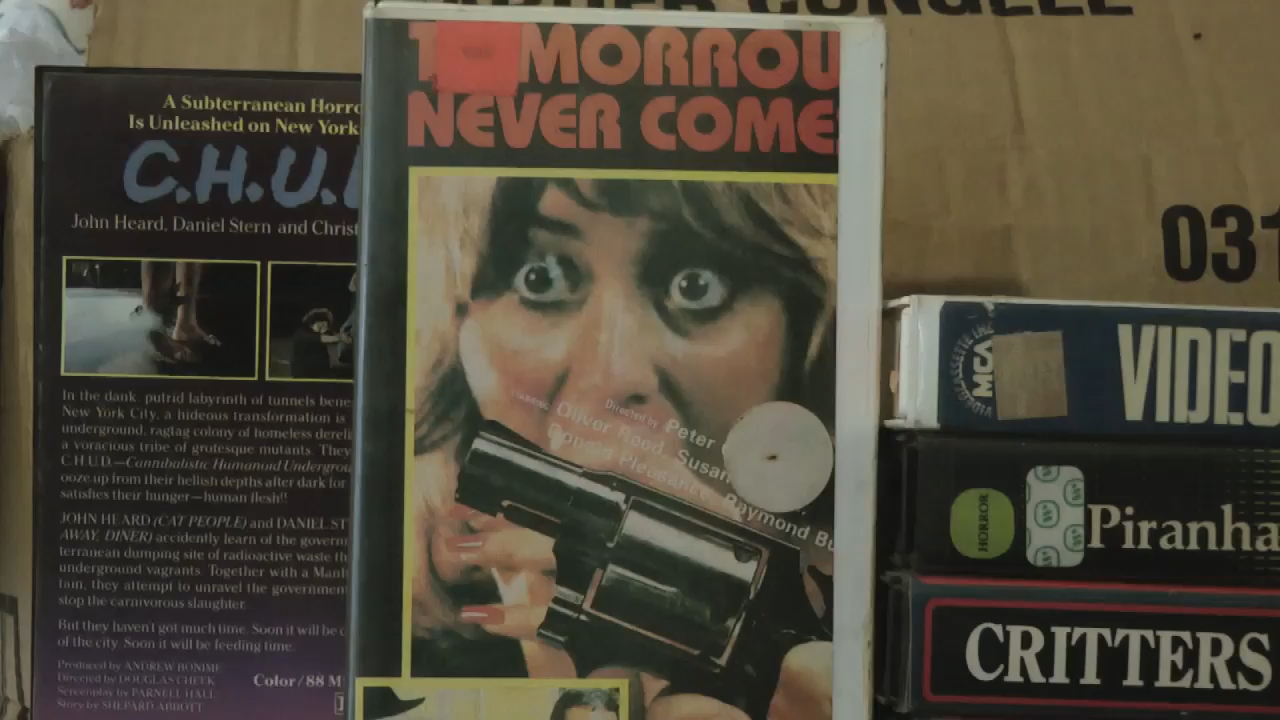 A Subterranean Horro
Is Unleashed on New York
C.H.U.
John Heard, Daniel Stern and Christ
In the dank, putrid labyrinth of tunnels bene
New York City, a hideous transformation is
underground, ragtag colony of homeless dereli
a voracious tribe of grotesque mutants. They
C.H.U.D.—Cannibalistic Humanoid Undergrou
ooze up from their hellish depths after dark for
satisfies their hunger—human flesh!!
JOHN HEARD (CAT PEOPLE) and DANIEL ST
AWAY, DINER) accidently learn of the governm
terranean dumping site of radioactive waste th
underground vagrants. Together with a Manh
tain, they attempt to unravel the government
stop the carnivorous slaughter.
But they haven't got much time. Soon it will be c
of the city. Soon it will be feeding time.
Produced by ANDREW BONIME
Directed by DOUGLAS CHEEK
Screenplay by PARNELL HALL
Story by SHEPARD ABBOTT
Color/88 M
TOMORROW
NEVER COME
Directed by Peter
Starring Oliver Reed, Susan
Donald Pleasance, Raymond Bu
031
VIDEOCASSETTE INC
MCA
VIDEO
HORROR
Piranha
CRITTERS